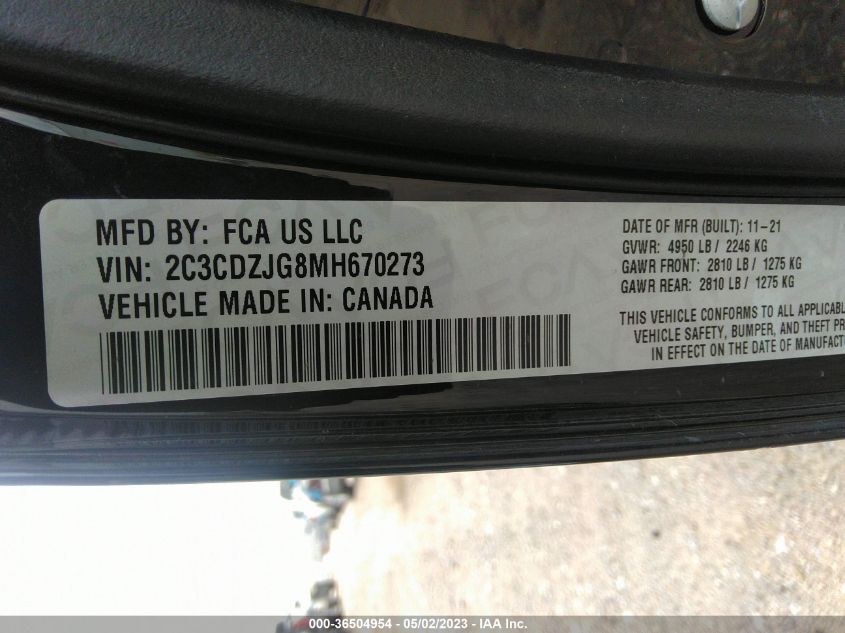 MFD BY: FCA US LLC
VIN: 2C3CDZJG8MH670273
VEHICLE MADE IN: CANADA
DATE OF MFR (BUILT): 11-21
GVWR: 4950 LB / 2246 KG
GAWR FRONT: 2810 LB / 1275 KG
GAWR REAR: 2810 LB / 1275 KG
THIS VEHICLE CONFORMS TO ALL
VEHICLE SAFETY, BUMPER, AND THEFT
IN EFFECT ON THE DATE OF
000-36504954 - 05/02/2023 - IAA Inc.